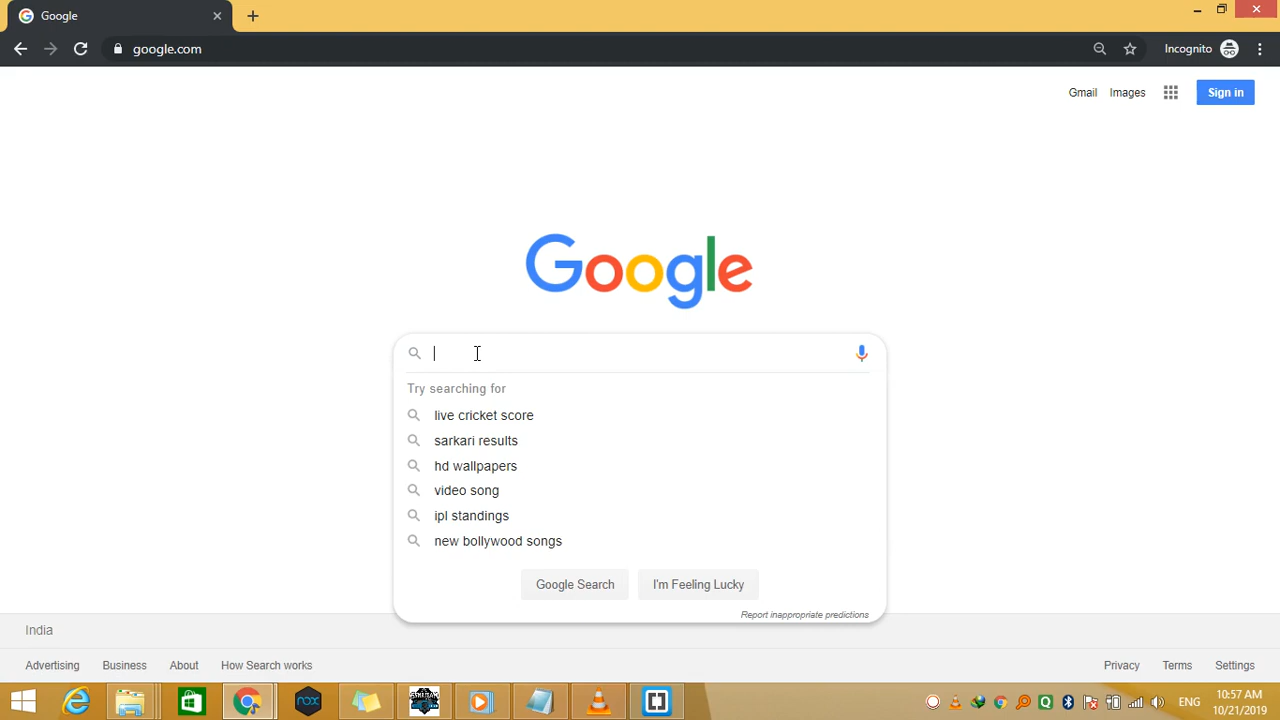 Google
google.com
Incognito
Gmail Images Sign in
Google
Try searching for
live cricket score
sarkari results
hd wallpapers
video song
ipl standings
new bollywood songs
Google Search I'm Feeling Lucky
Report inappropriate predictions
India
Advertising Business About How Search works Privacy Terms Settings
nox
ENG
10:57 AM
10/21/2019